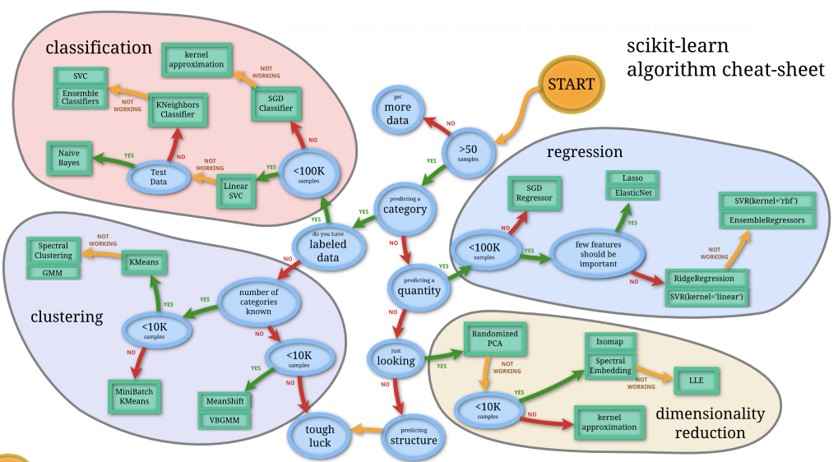 scikit-learn
algorithm cheat-sheet
START
get
more
data
NO
>50
samples
YES
predicting a
category
YES
NO
do you have
labeled
data
YES
NO
predicting a
quantity
YES
NO
just
looking
YES
NO
predicting
structure
tough
luck
classification
kernel
approximation
NOT
WORKING
SGD
Classifier
NO
<100K
samples
YES
Linear
SVC
NOT
WORKING
Text
Data
YES
NO
Naive
Bayes
KNeighbors
Classifier
NOT
WORKING
SVC
Ensemble
Classifiers
regression
SGD
Regressor
NO
<100K
samples
YES
few features
should be
important
YES
NO
Lasso
ElasticNet
RidgeRegression
SVR(kernel='linear')
NOT
WORKING
SVR(kernel='rbf')
EnsembleRegressors
clustering
number of
categories
known
YES
NO
<10K
samples
YES
NO
KMeans
NOT
WORKING
Spectral
Clustering
GMM
MiniBatch
KMeans
<10K
samples
YES
NO
MeanShift
VBGMM
dimensionality
reduction
Randomized
PCA
NOT
WORKING
<10K
samples
YES
NO
Isomap
Spectral
Embedding
NOT
WORKING
LLE
kernel
approximation